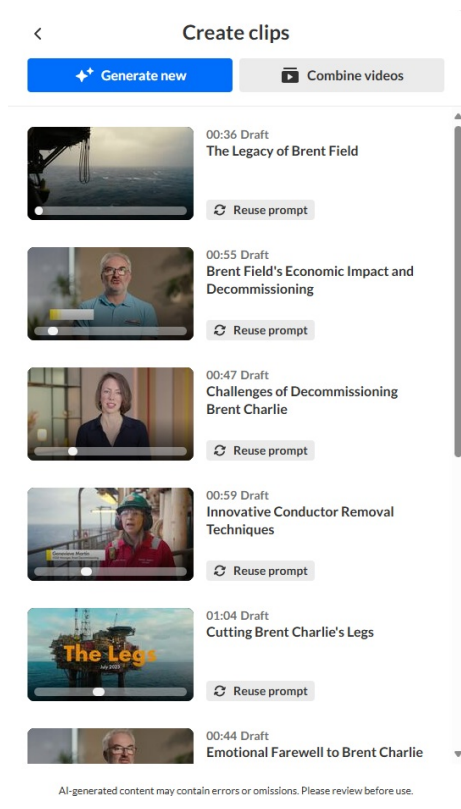 Create clips
Generate new
Combine videos
00:36 Draft
The Legacy of Brent Field
Reuse prompt
00:55 Draft
Brent Field's Economic Impact and
Decommissioning
Reuse prompt
00:47 Draft
Challenges of Decommissioning
Brent Charlie
Reuse prompt
00:59 Draft
Innovative Conductor Removal
Techniques
Genevieve Martin
Reuse prompt
The Legs
July 2023
01:04 Draft
Cutting Brent Charlie's Legs
Reuse prompt
00:44 Draft
Emotional Farewell to Brent Charlie
AI-generated content may contain errors or omissions. Please review before use.